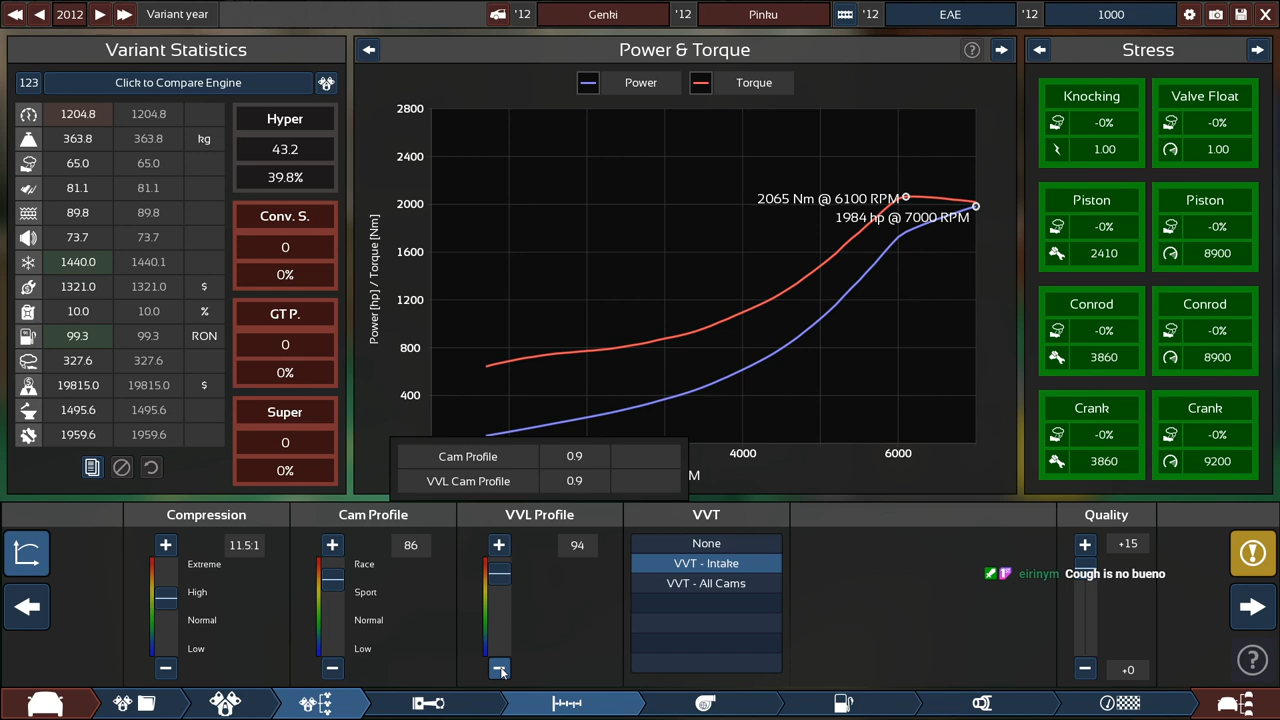 2012 Variant year '12 Genki '12 Pinku '12 EAE '12 1000
Variant Statistics
123 Click to Compare Engine
1204.8 1204.8
363.8 363.8 kg
65.0 65.0
81.1 81.1
89.8 89.8
73.7 73.7
1440.0 1440.1
1321.0 1321.0 $
10.0 10.0 %
99.3 99.3 RON
327.6 327.6
19815.0 19815.0 $
1495.6 1495.6
1959.6 1959.6
Hyper
43.2
39.8%
Conv. S.
0
0%
GT P.
0
0%
Super
0
0%
Power & Torque ?
Power Torque
2800
2400
2000
1600
1200
800
400
Power [hp] / Torque [Nm]
2065 Nm @ 6100 RPM
1984 hp @ 7000 RPM
4000 6000
M
Cam Profile 0.9
VVL Cam Profile 0.9
Stress
Knocking Valve Float
-0% -0%
1.00 1.00
Piston Piston
-0% -0%
2410 8900
Conrod Conrod
-0% -0%
3860 8900
Crank Crank
-0% -0%
3860 9200
Compression
11.5:1
Extreme
High
Normal
Low
Cam Profile
86
Race
Sport
Normal
Low
VVL Profile
94
VVT
None
VVT - Intake
VVT - All Cams
Quality
+15
+0
eirinym Cough is no bueno
?